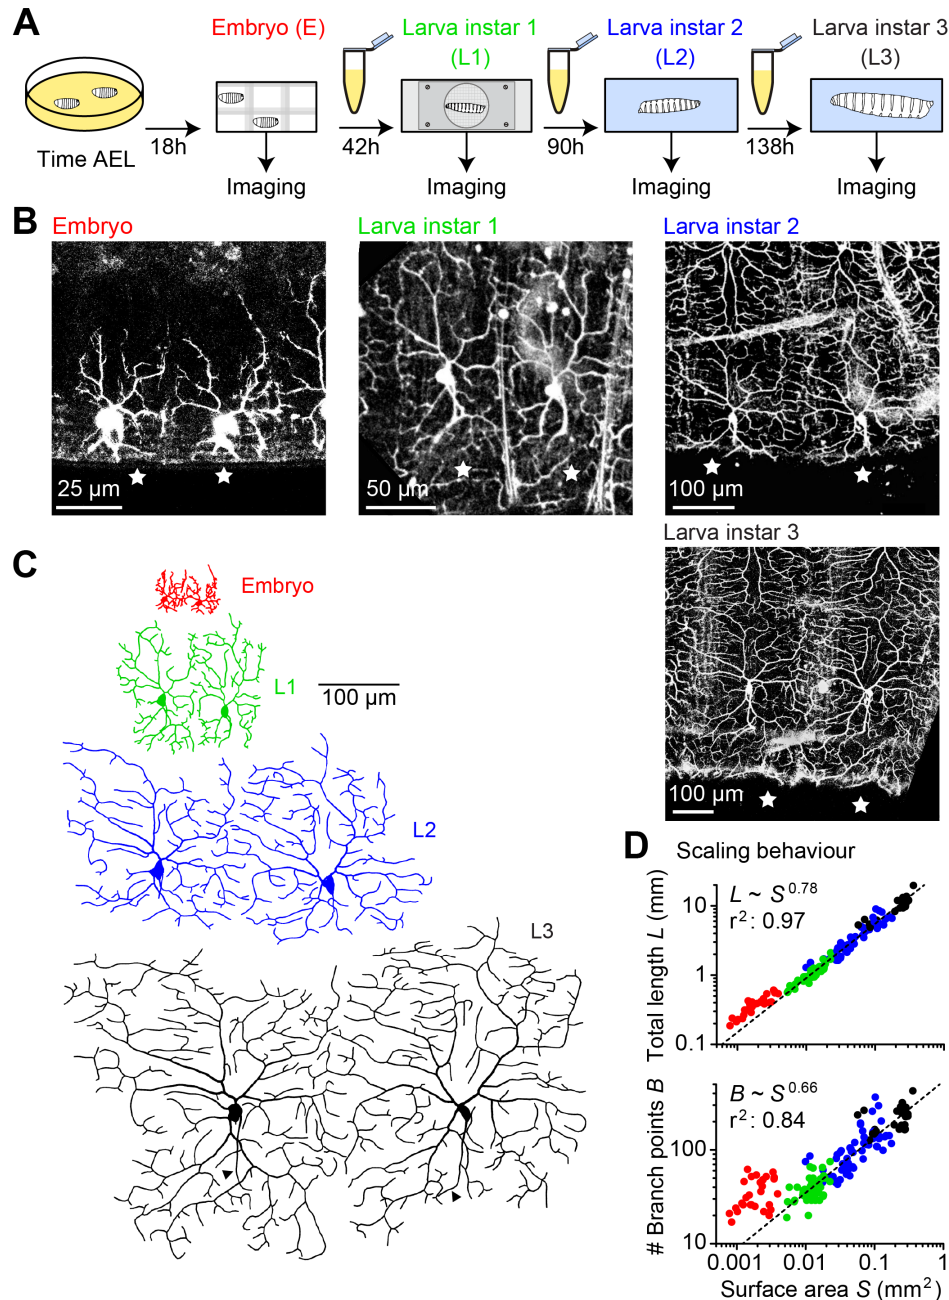 A
Embryo (E)
Larva instar 1
(L1)
Larva instar 2
(L2)
Larva instar 3
(L3)
Time AEL
18h
42h
90h
138h
Imaging
Imaging
Imaging
Imaging
B
Embryo
Larva instar 1
Larva instar 2
25 µm
50 µm
100 µm
Larva instar 3
100 µm
C
Embryo
L1
100 µm
L2
L3
D
Scaling behaviour
Total length L (mm)
10
1
0.1
L ~ S^0.78
r²: 0.97
# Branch points B
100
10
B ~ S^0.66
r²: 0.84
0.001
0.01
0.1
1
Surface area S (mm²)